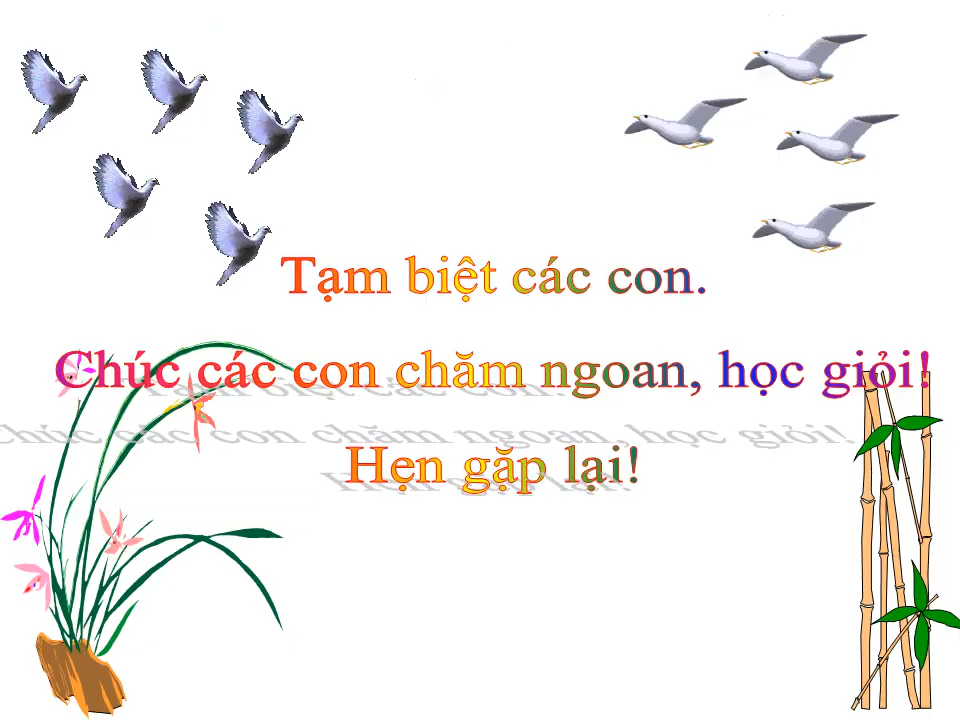 Tạm biệt các con.
Chúc các con chăm ngoan, học giỏi!
Hẹn gặp lại!